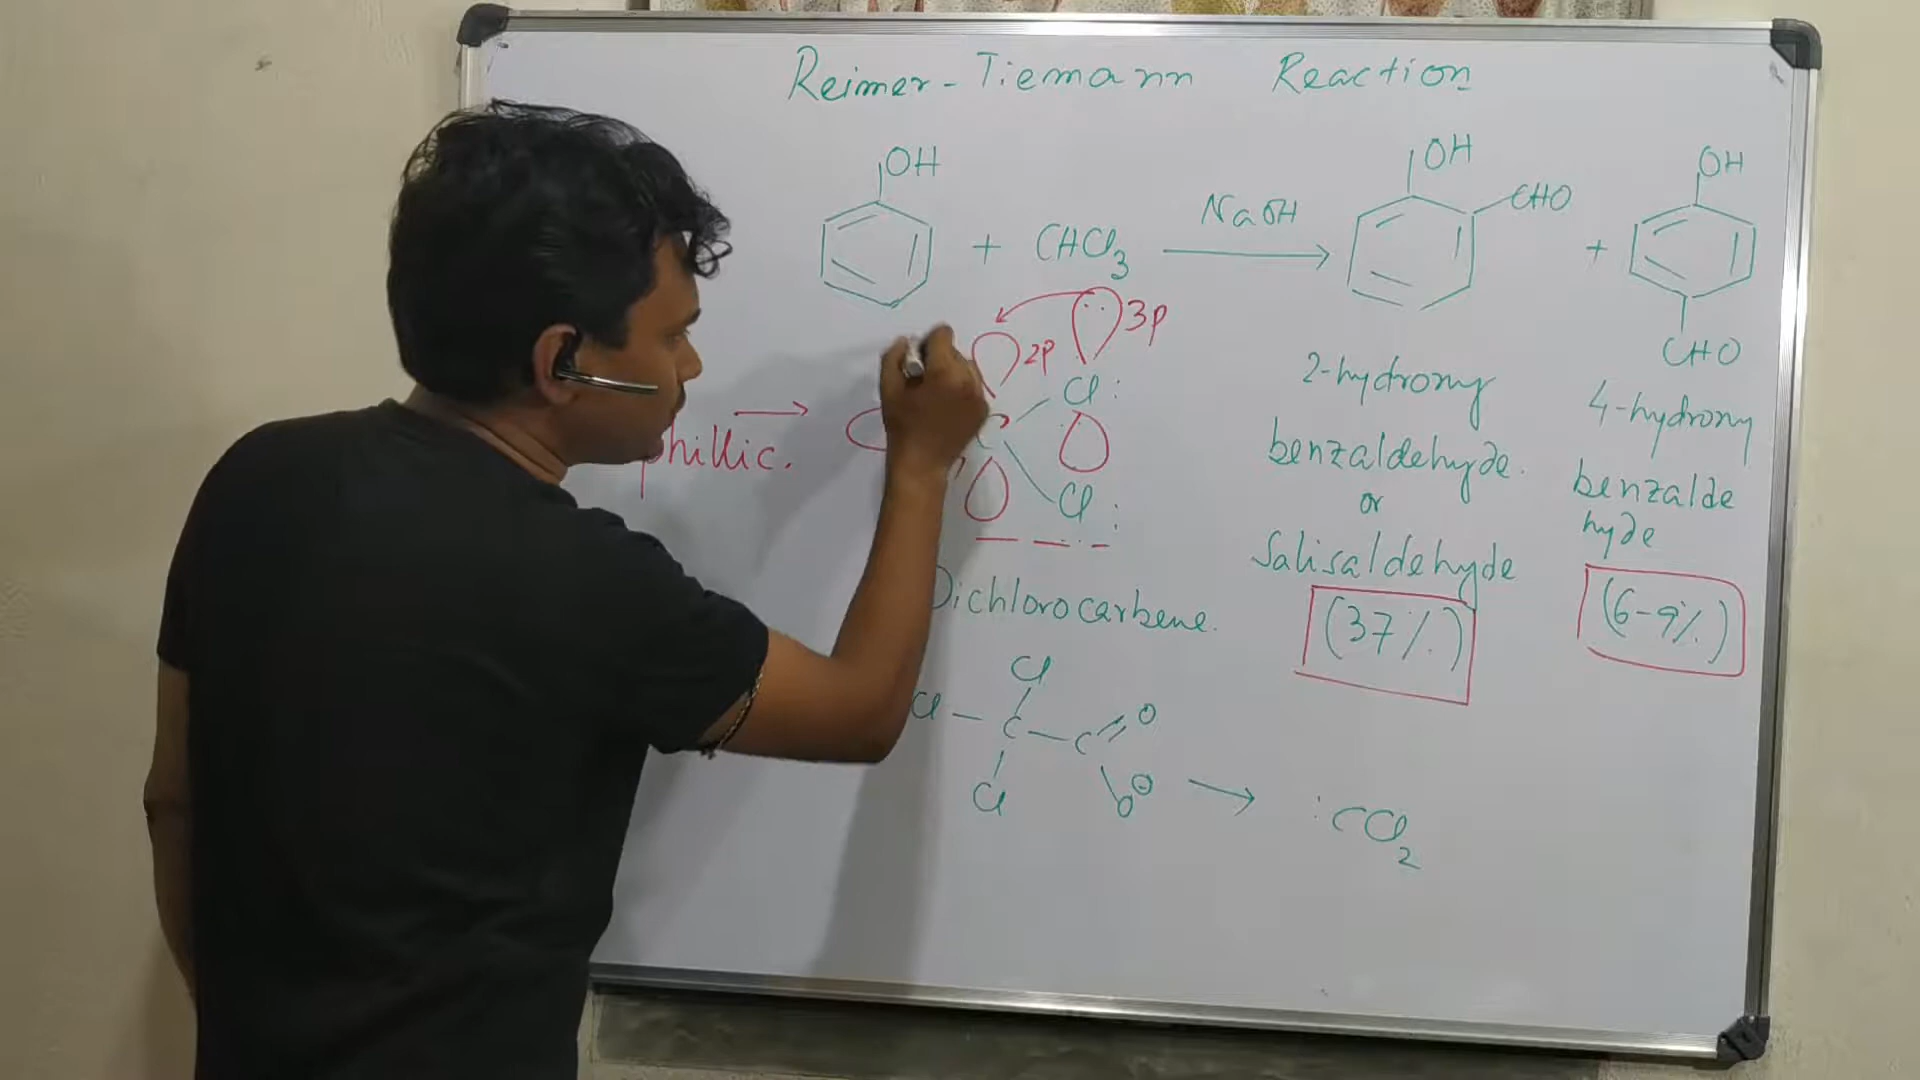 Reimer-Tiemann Reaction
OH
+ CHCl3
NaOH
OH
CHO
+
OH
CHO
3p
2p
Cl:
phillic.
Cl:
Dichlorocarbene.
2-hydroxy
benzaldehyde.
or
Salisaldehyde
(37%)
4-hydroxy
benzalde
hyde
(6-9%)
Cl
Cl - C - C O
Cl
O⊖
:CCl2